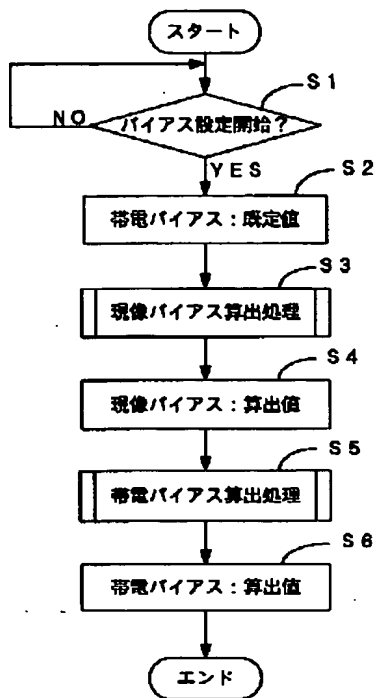 スタート
S1
バイアス設定開始?
NO
YES
S2
帯電バイアス:既定値
S3
現像バイアス算出処理
S4
現像バイアス:算出値
S5
帯電バイアス算出処理
S6
帯電バイアス:算出値
エンド